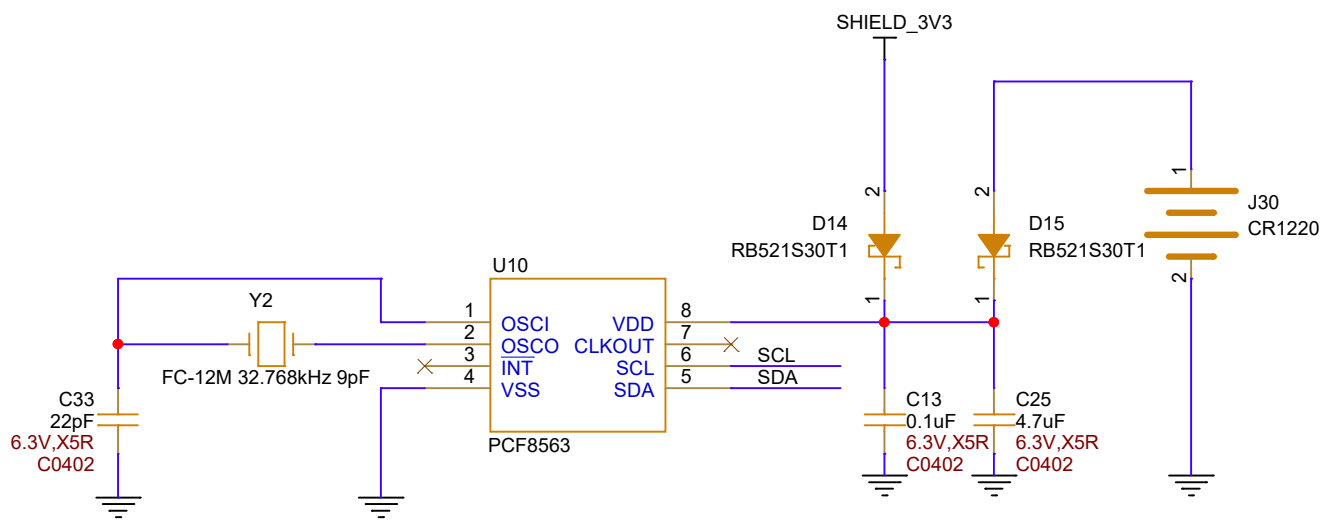 SHIELD_3V3
2
D14
RB521S30T1
1
2
D15
RB521S30T1
1
1
J30
CR1220
2
U10
Y2
FC-12M 32.768kHz 9pF
1
OSCI
2
OSCO
3
INT
4
VSS
VDD
8
CLKOUT
7
SCL
6
SCL
SDA
5
SDA
PCF8563
C33
22pF
6.3V,X5R
C0402
C13
0.1uF
6.3V,X5R
C0402
C25
4.7uF
6.3V,X5R
C0402